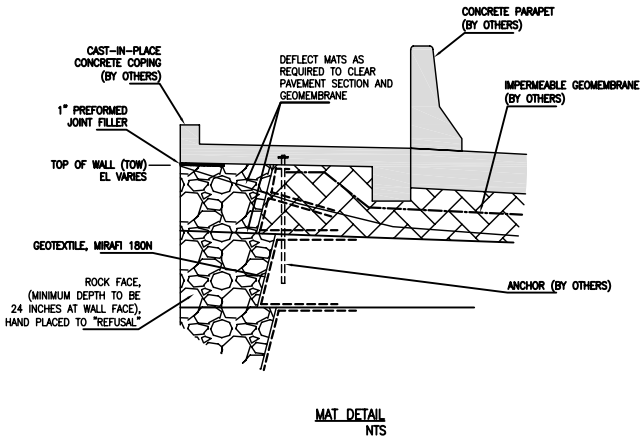 CONCRETE PARAPET
(BY OTHERS)
CAST-IN-PLACE
CONCRETE COPING
(BY OTHERS)
DEFLECT MATS AS
REQUIRED TO CLEAR
PAVEMENT SECTION AND
GEOMEMBRANE
IMPERMEABLE GEOMEMBRANE
(BY OTHERS)
1" PREFORMED
JOINT FILLER
TOP OF WALL (TOW)
EL VARIES
GEOTEXTILE, MIRAFI 180N
ROCK FACE,
(MINIMUM DEPTH TO BE
24 INCHES AT WALL FACE),
HAND PLACED TO "REFUSAL"
ANCHOR (BY OTHERS)
MAT DETAIL
NTS